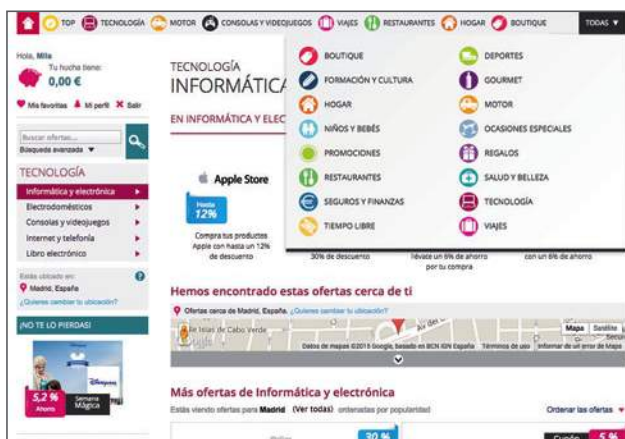 TOP TECNOLOGÍA MOTOR CONSOLAS Y VIDEOJUEGOS VIAJES RESTAURANTES HOGAR BOUTIQUE TODAS ▼
Hola, Mila
Tu hucha tiene:
0,00 €
Mis favoritas Mi perfil Salir
Buscar ofertas...
Búsqueda avanzada ▼
TECNOLOGÍA
Informática y electrónica
Electrodomésticos
Consolas y videojuegos
Internet y telefonía
Libro electrónico
Estás ubicado en:
Madrid, España
¿Quieres cambiar tu ubicación?
¡NO TE LO PIERDAS!
5,2 %
Ahorro
Semana
Mágica
TECNOLOGÍA
INFORMÁTICA
EN INFORMÁTICA Y ELEC
Apple Store
Hasta
12%
Compra tus productos
Apple con hasta un 12%
de descuento
30% de descuento
llévate un 6% de ahorro
por tu compra
con un 6% de ahorro
BOUTIQUE
FORMACIÓN Y CULTURA
HOGAR
NIÑOS Y BEBÉS
PROMOCIONES
RESTAURANTES
SEGUROS Y FINANZAS
TIEMPO LIBRE
DEPORTES
GOURMET
MOTOR
OCASIONES ESPECIALES
REGALOS
SALUD Y BELLEZA
TECNOLOGÍA
VIAJES
Hemos encontrado estas ofertas cerca de ti
Ofertas cerca de Madrid, España. ¿Quieres cambiar tu ubicación?
de Islas de Cabo Verde
Av del
Mapa Satélite
Google
Datos de mapas ©2015 Google, basado en BCN IGN España Términos de uso Informar de un error de Maps
Más ofertas de Informática y electrónica
Estás viendo ofertas para Madrid (Ver todas) ordenadas por popularidad
Ordenar las ofertas
30 %
Cupón 5 %